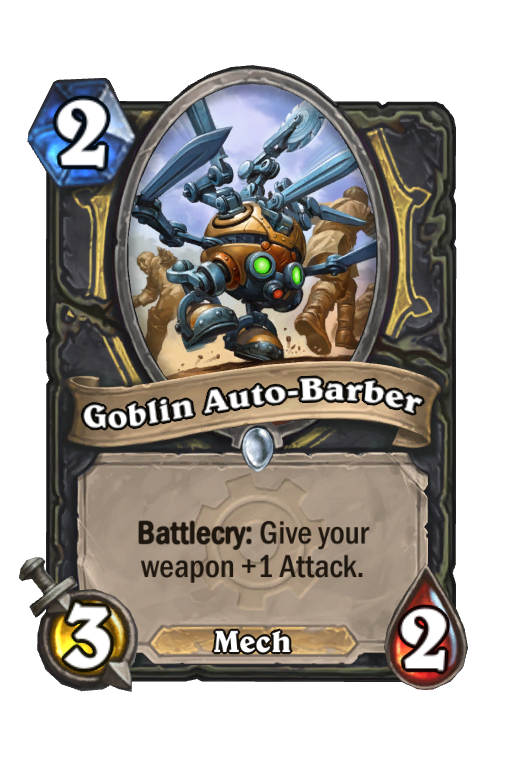 2
Goblin Auto-Barber
Battlecry: Give your
weapon +1 Attack.
3
Mech
2